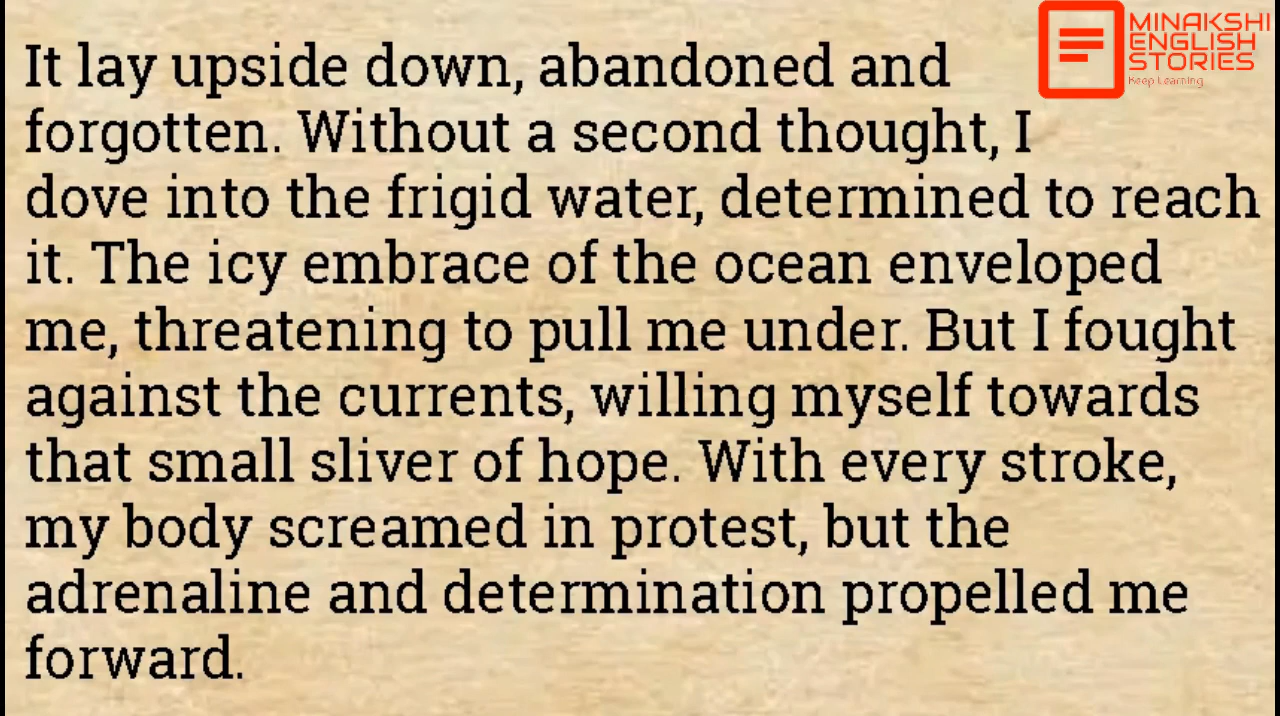 MINAKSHI
ENGLISH
STORIES
Keep Learning
It lay upside down, abandoned and
forgotten. Without a second thought, I
dove into the frigid water, determined to reach
it. The icy embrace of the ocean enveloped
me, threatening to pull me under. But I fought
against the currents, willing myself towards
that small sliver of hope. With every stroke,
my body screamed in protest, but the
adrenaline and determination propelled me
forward.